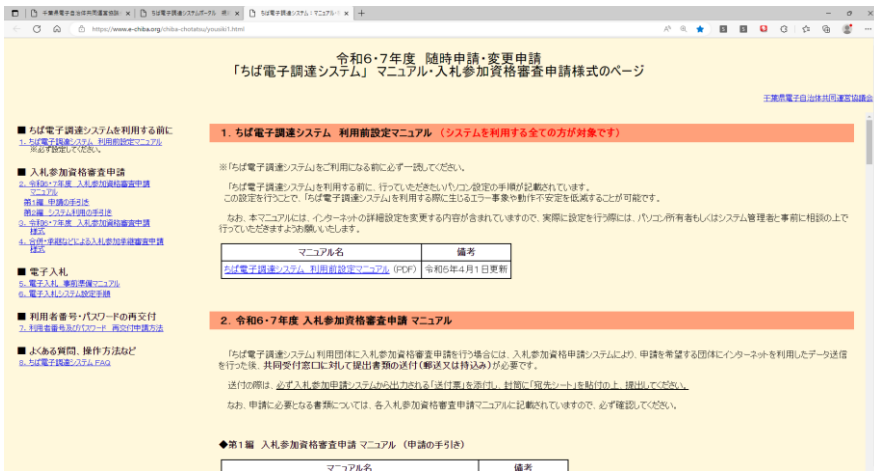 千葉県電子自治体共同運営協議
ちば電子調達システムポータル
ちば電子調達システム:マニュアル・
https://www.e-chiba.org/chiba-chotatsu/yousiki1.html
令和6・7年度 随時申請・変更申請
「ちば電子調達システム」 マニュアル・入札参加資格審査申請様式のページ
千葉県電子自治体共同運営協議会
■ ちば電子調達システムを利用する前に
1. ちば電子調達システム 利用前設定マニュアル
※必ず設定してください。
■ 入札参加資格審査申請
2. 令和6・7年度 入札参加資格審査申請
マニュアル
第1編 申請の手引き
第2編 システム利用の手引き
3. 令和6・7年度 入札参加資格審査申請
様式
4. 合併・承継などによる入札参加承継審査申請
様式
■ 電子入札
5. 電子入札 事前準備マニュアル
6. 電子入札システム設定手順
■ 利用者番号・パスワードの再交付
7. 利用者番号及びパスワード 再交付申請方法
■ よくある質問、操作方法など
8. ちば電子調達システム FAQ
1. ちば電子調達システム 利用前設定マニュアル (システムを利用する全ての方が対象です)
※「ちば電子調達システム」をご利用になる前に必ず一読してください。
「ちば電子調達システム」を利用する前に、行っていただきたいパソコン設定の手順が記載されています。
この設定を行うことで、「ちば電子調達システム」を利用する際に生じるエラー事象や動作不安定を低減することが可能です。
なお、本マニュアルには、インターネットの詳細設定を変更する内容が含まれていますので、実際に設定を行う際には、パソコン所有者もしくはシステム管理者と事前に相談の上で
行っていただきますようお願いいたします。
マニュアル名 備考
ちば電子調達システム 利用前設定マニュアル (PDF) 令和5年4月1日更新
2. 令和6・7年度 入札参加資格審査申請 マニュアル
「ちば電子調達システム」利用団体に入札参加資格審査申請を行う場合には、入札参加資格申請システムにより、申請を希望する団体にインターネットを利用したデータ送信
を行った後、共同受付窓口に対して提出書類の送付(郵送又は持込み)が必要です。
送付の際は、必ず入札参加申請システムから出力される「送付票」を添付し、封筒に「宛先シート」を貼付の上、提出してください。
なお、申請に必要となる書類については、各入札参加資格審査申請マニュアルに記載されていますので、必ず確認してください。
◆第1編 入札参加資格審査申請 マニュアル (申請の手引き)
マニュアル名 備考